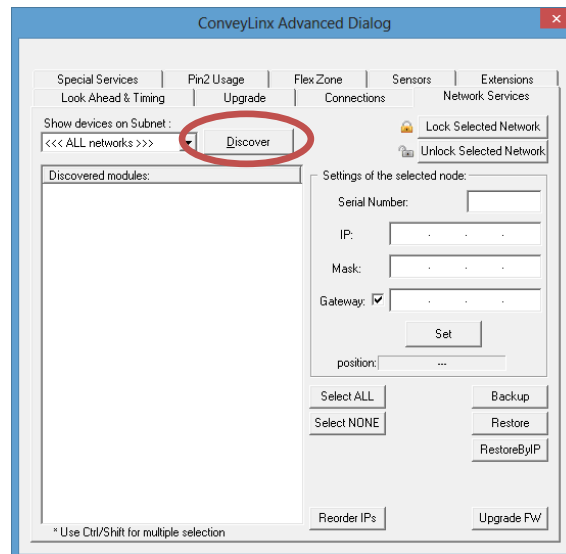 ConveyLinx Advanced Dialog
x
Special Services
Pin2 Usage
Flex Zone
Sensors
Extensions
Look Ahead & Timing
Upgrade
Connections
Network Services
Show devices on Subnet :
<<< ALL networks >>>
Discover
Lock Selected Network
Unlock Selected Network
Discovered modules:
Settings of the selected node:
Serial Number:
IP:
. . .
Mask:
. . .
Gateway:
. . .
Set
position:
---
Select ALL
Backup
Select NONE
Restore
RestoreByIP
Reorder IPs
Upgrade FW
* Use Ctrl/Shift for multiple selection